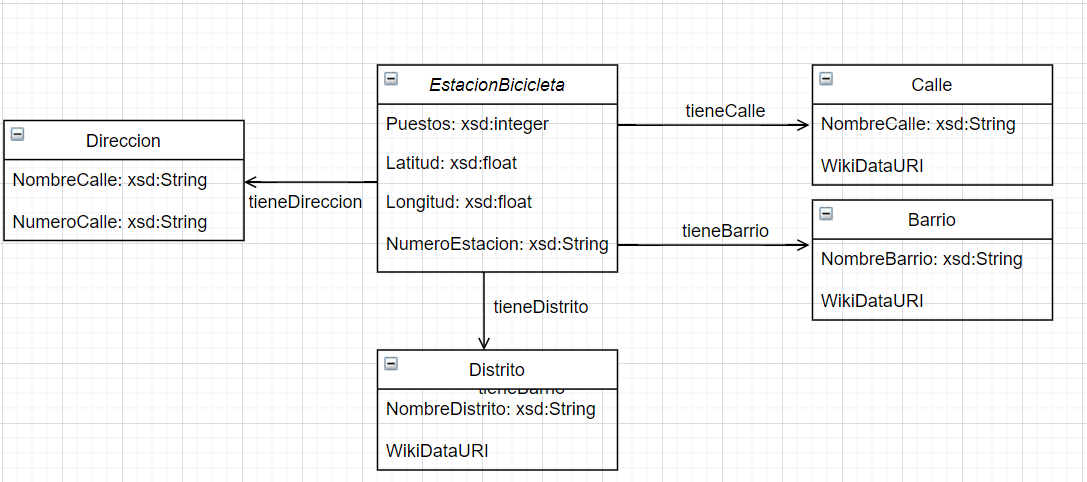 EstacionBicicleta
Puestos: xsd:integer
Latitud: xsd:float
Longitud: xsd:float
NumeroEstacion: xsd:String
Direccion
NombreCalle: xsd:String
NumeroCalle: xsd:String
tieneDireccion
tieneCalle
Calle
NombreCalle: xsd:String
WikiDataURI
tieneBarrio
Barrio
NombreBarrio: xsd:String
WikiDataURI
tieneDistrito
Distrito
tieneBarrio
NombreDistrito: xsd:String
WikiDataURI